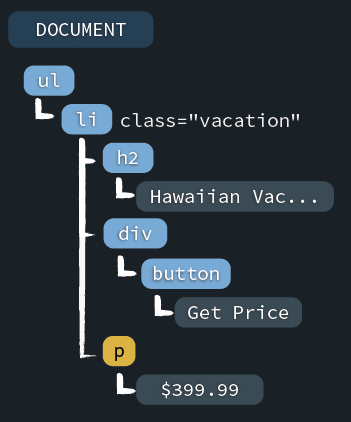 DOCUMENT
ul
li class="vacation"
h2
Hawaiian Vac...
div
button
Get Price
p
$399.99